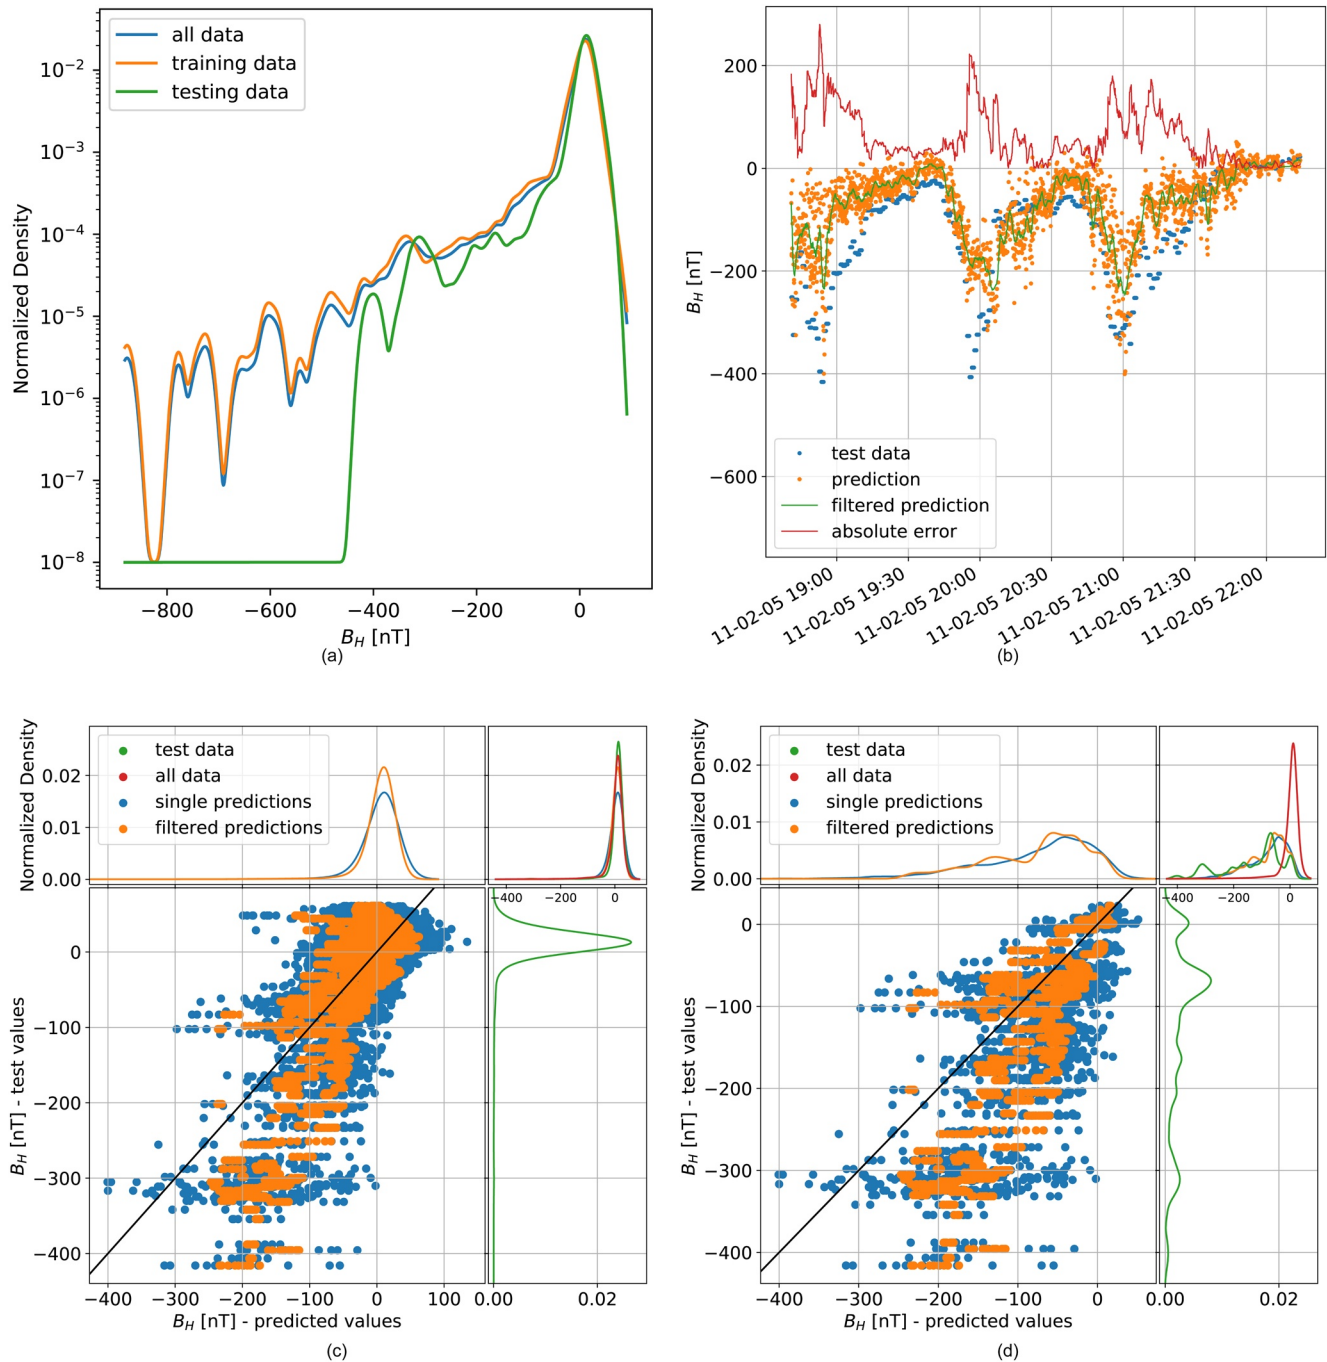 all data
training data
testing data
Normalized Density
10⁻²
10⁻³
10⁻⁴
10⁻⁵
10⁻⁶
10⁻⁷
10⁻⁸
−800
−600
−400
−200
0
B_H [nT]
(a)
B_H [nT]
200
0
−200
−400
−600
test data
prediction
filtered prediction
absolute error
11-02-05 19:00
11-02-05 19:30
11-02-05 20:00
11-02-05 20:30
11-02-05 21:00
11-02-05 21:30
11-02-05 22:00
(b)
Normalized Density
0.02
0.01
0.00
test data
all data
single predictions
filtered predictions
−400
−200
0
B_H [nT] - test values
0
−100
−200
−300
−400
−400
−300
−200
−100
0
100
0.00
0.02
B_H [nT] - predicted values
(c)
Normalized Density
0.02
0.01
0.00
test data
all data
single predictions
filtered predictions
−400
−200
0
B_H [nT] - test values
0
−100
−200
−300
−400
−400
−300
−200
−100
0
0.00
0.02
B_H [nT] - predicted values
(d)